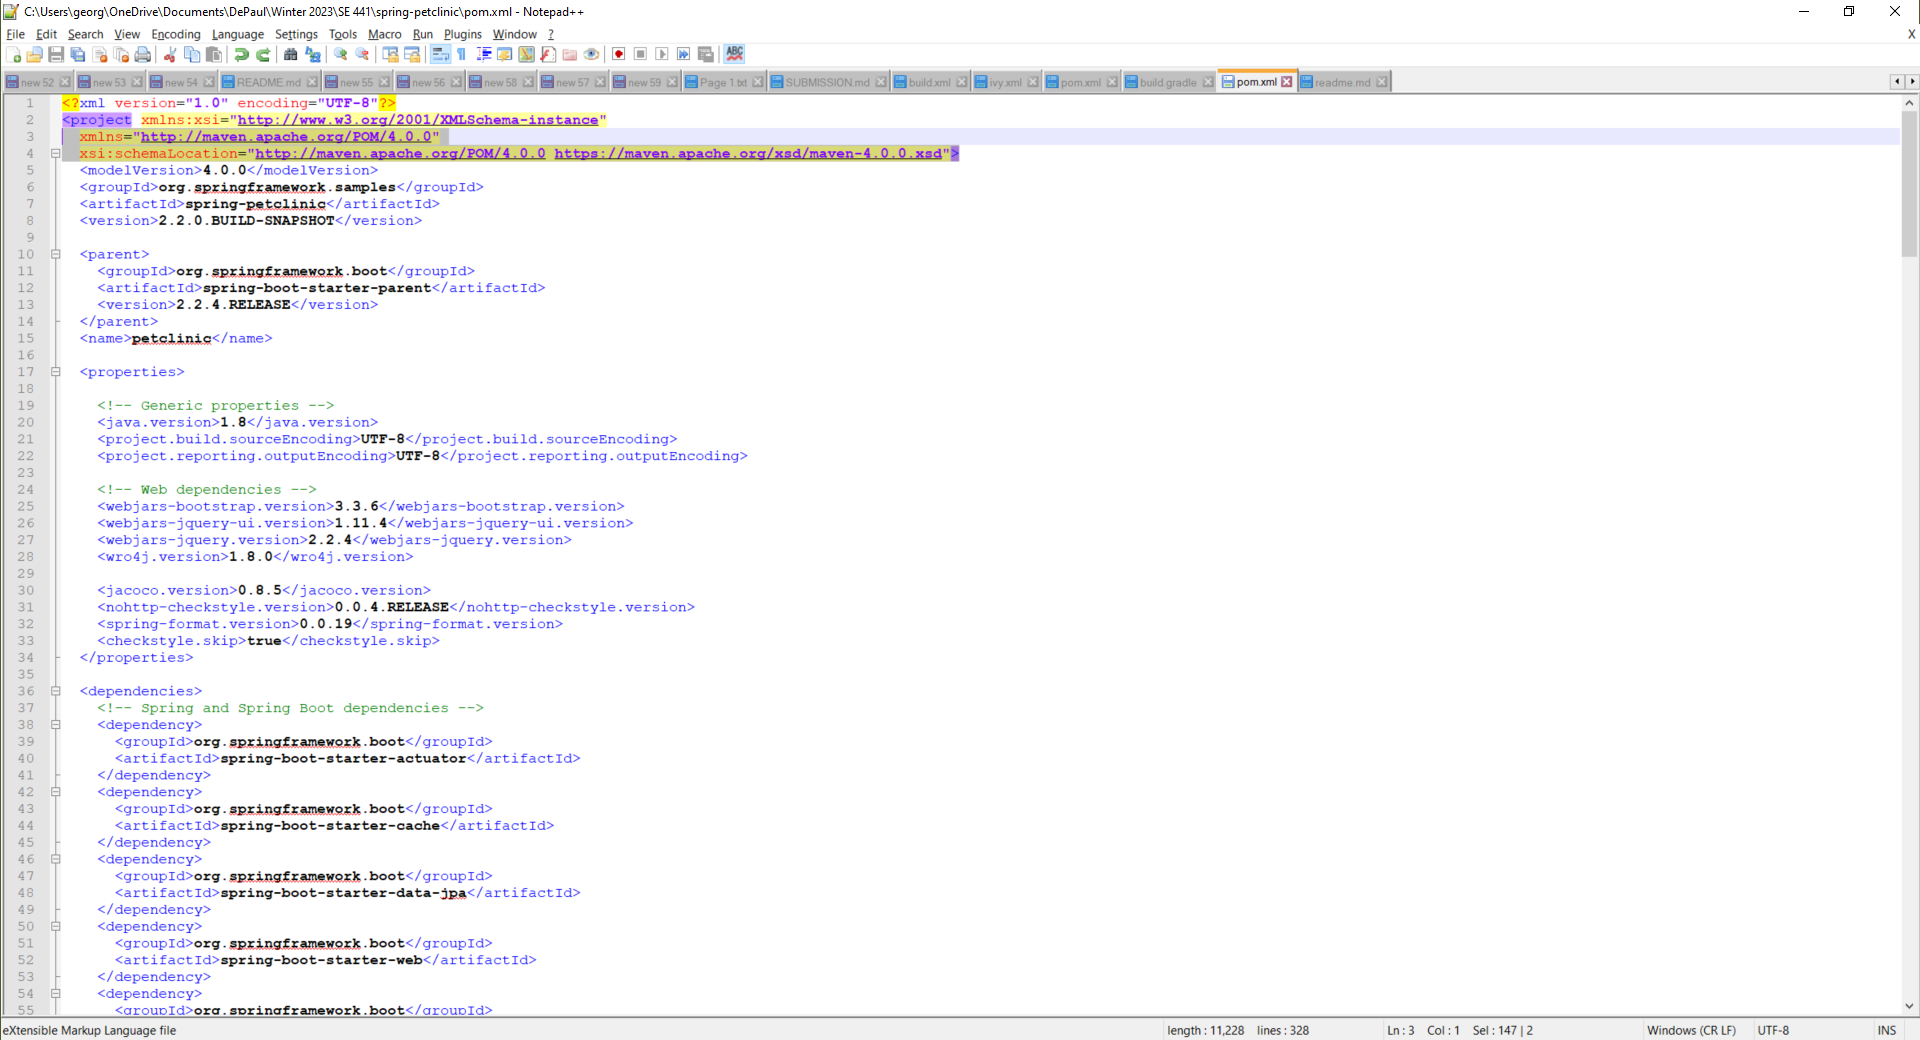 C:\Users\georg\OneDrive\Documents\DePaul\Winter 2023\SE 441\spring-petclinic\pom.xml - Notepad++
File Edit Search View Encoding Language Settings Tools Macro Run Plugins Window ? X
new 52 new 53 new 54 README.md new 55 new 56 new 58 new 57 new 59 Page 1.txt SUBMISSION.md build.xml ivy.xml pom.xml build.gradle pom.xml readme.md
1 <?xml version="1.0" encoding="UTF-8"?>
2 <project xmlns:xsi="http://www.w3.org/2001/XMLSchema-instance"
3 xmlns="http://maven.apache.org/POM/4.0.0"
4 xsi:schemaLocation="http://maven.apache.org/POM/4.0.0 https://maven.apache.org/xsd/maven-4.0.0.xsd">
5 <modelVersion>4.0.0</modelVersion>
6 <groupId>org.springframework.samples</groupId>
7 <artifactId>spring-petclinic</artifactId>
8 <version>2.2.0.BUILD-SNAPSHOT</version>
9
10 <parent>
11 <groupId>org.springframework.boot</groupId>
12 <artifactId>spring-boot-starter-parent</artifactId>
13 <version>2.2.4.RELEASE</version>
14 </parent>
15 <name>petclinic</name>
16
17 <properties>
18
19 <!-- Generic properties -->
20 <java.version>1.8</java.version>
21 <project.build.sourceEncoding>UTF-8</project.build.sourceEncoding>
22 <project.reporting.outputEncoding>UTF-8</project.reporting.outputEncoding>
23
24 <!-- Web dependencies -->
25 <webjars-bootstrap.version>3.3.6</webjars-bootstrap.version>
26 <webjars-jquery-ui.version>1.11.4</webjars-jquery-ui.version>
27 <webjars-jquery.version>2.2.4</webjars-jquery.version>
28 <wro4j.version>1.8.0</wro4j.version>
29
30 <jacoco.version>0.8.5</jacoco.version>
31 <nohttp-checkstyle.version>0.0.4.RELEASE</nohttp-checkstyle.version>
32 <spring-format.version>0.0.19</spring-format.version>
33 <checkstyle.skip>true</checkstyle.skip>
34 </properties>
35
36 <dependencies>
37 <!-- Spring and Spring Boot dependencies -->
38 <dependency>
39 <groupId>org.springframework.boot</groupId>
40 <artifactId>spring-boot-starter-actuator</artifactId>
41 </dependency>
42 <dependency>
43 <groupId>org.springframework.boot</groupId>
44 <artifactId>spring-boot-starter-cache</artifactId>
45 </dependency>
46 <dependency>
47 <groupId>org.springframework.boot</groupId>
48 <artifactId>spring-boot-starter-data-jpa</artifactId>
49 </dependency>
50 <dependency>
51 <groupId>org.springframework.boot</groupId>
52 <artifactId>spring-boot-starter-web</artifactId>
53 </dependency>
54 <dependency>
55 <groupId>org.springframework.boot</groupId>
eXtensible Markup Language file length : 11,228 lines : 328 Ln : 3 Col : 1 Sel : 147 | 2 Windows (CR LF) UTF-8 INS